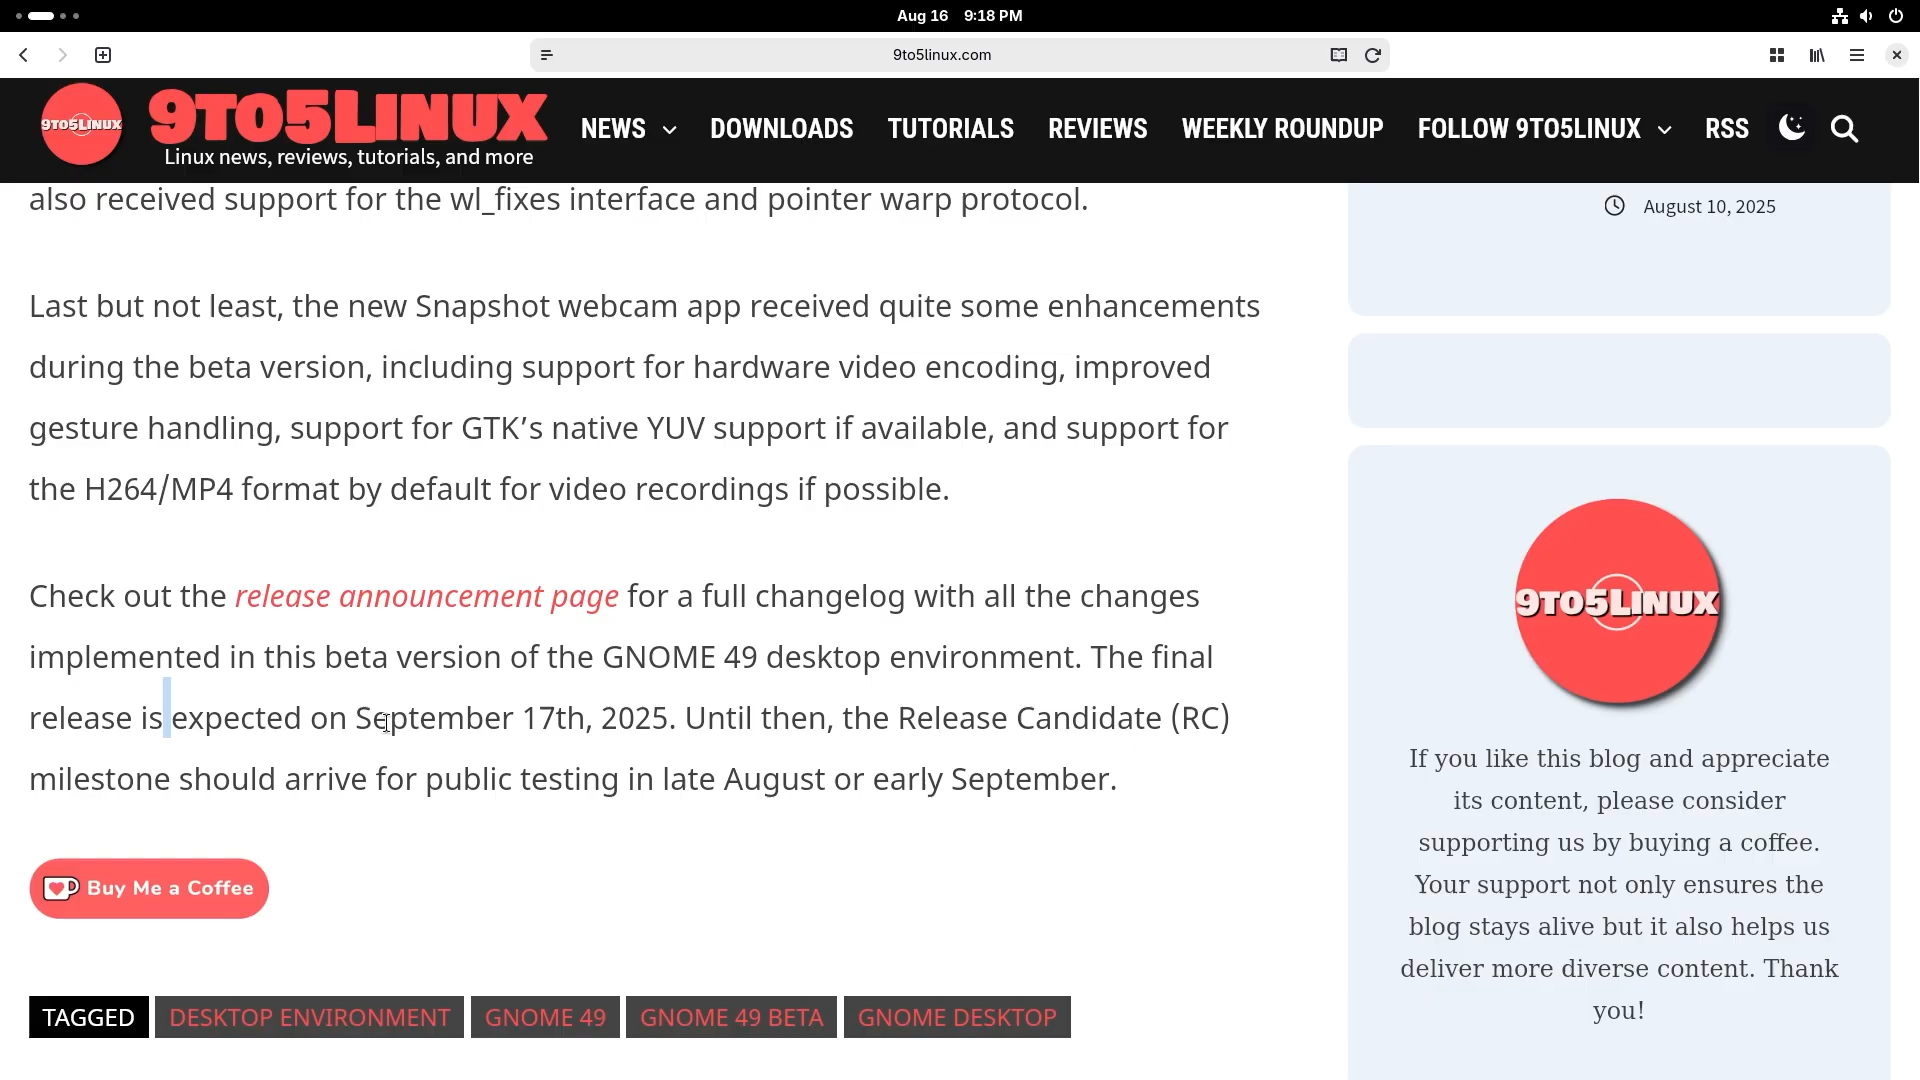 Aug 16 9:18 PM
9to5linux.com
9TO5LINUX
9TO5LINUX
Linux news, reviews, tutorials, and more
NEWS
DOWNLOADS
TUTORIALS
REVIEWS
WEEKLY ROUNDUP
FOLLOW 9TO5LINUX
RSS
also received support for the wl_fixes interface and pointer warp protocol.
Last but not least, the new Snapshot webcam app received quite some enhancements
during the beta version, including support for hardware video encoding, improved
gesture handling, support for GTK’s native YUV support if available, and support for
the H264/MP4 format by default for video recordings if possible.
Check out the release announcement page for a full changelog with all the changes
implemented in this beta version of the GNOME 49 desktop environment. The final
release is expected on September 17th, 2025. Until then, the Release Candidate (RC)
milestone should arrive for public testing in late August or early September.
Buy Me a Coffee
TAGGED
DESKTOP ENVIRONMENT
GNOME 49
GNOME 49 BETA
GNOME DESKTOP
August 10, 2025
9TO5LINUX
If you like this blog and appreciate
its content, please consider
supporting us by buying a coffee.
Your support not only ensures the
blog stays alive but it also helps us
deliver more diverse content. Thank
you!